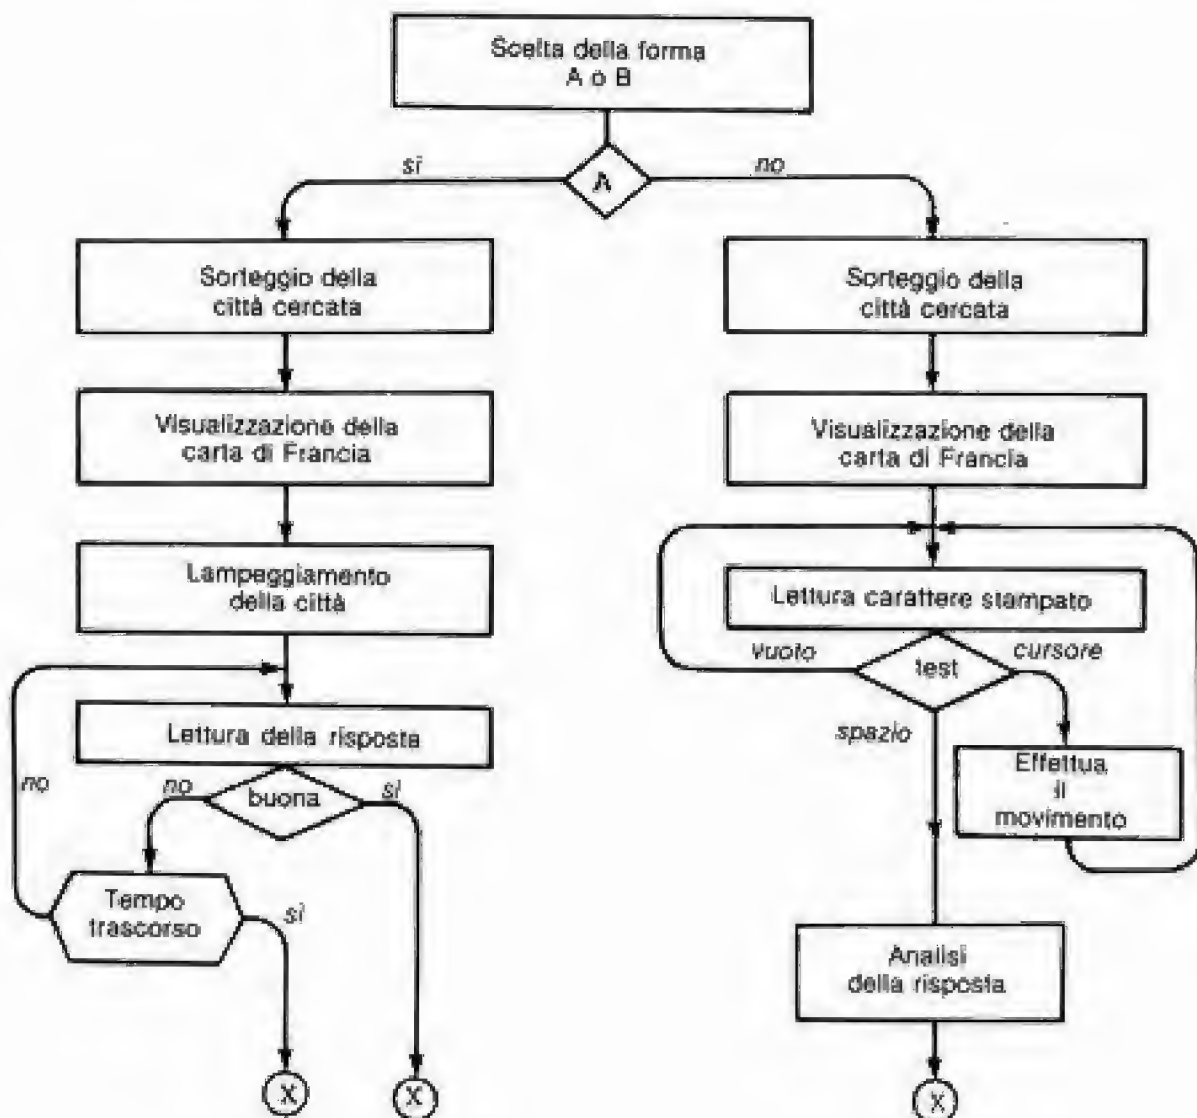 Scelta della forma
A o B
A
sì
no
Sorteggio della
città cercata
Visualizzazione della
carta di Francia
Lampeggiamento
della città
Lettura della risposta
buona
no
sì
no
Tempo
trascorso
sì
X
X
Sorteggio della
città cercata
Visualizzazione della
carta di Francia
Lettura carattere stampato
vuoto
test
cursore
spazio
Effettua
il
movimento
Analisi
della risposta
X